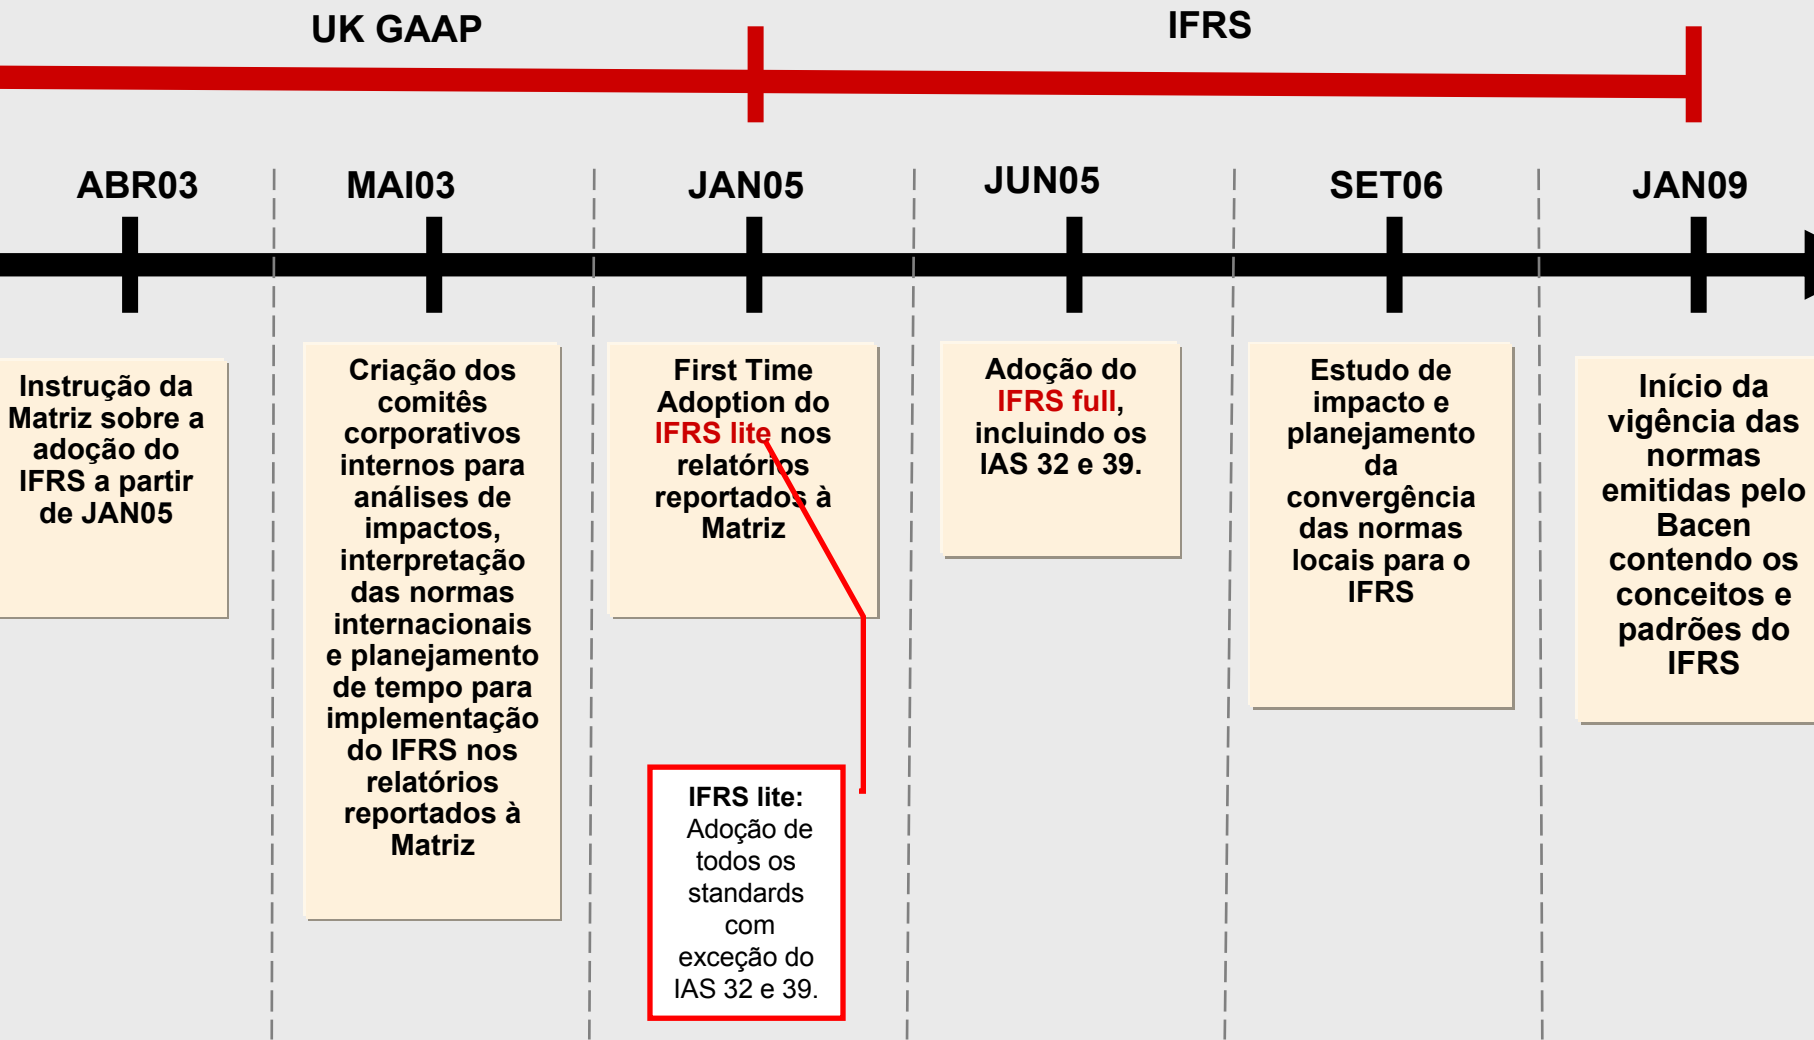 UK GAAP
IFRS
ABR03
MAI03
JAN05
JUN05
SET06
JAN09
Instrução da
Matriz sobre a
adoção do
IFRS a partir
de JAN05
Criação dos
comitês
corporativos
internos para
análises de
impactos,
interpretação
das normas
internacionais
e planejamento
de tempo para
implementação
do IFRS nos
relatórios
reportados à
Matriz
First Time
Adoption do
IFRS lite nos
relatórios
reportados à
Matriz
IFRS lite:
Adoção de
todos os
standards
com
exceção do
IAS 32 e 39.
Adoção do
IFRS full,
incluindo os
IAS 32 e 39.
Estudo de
impacto e
planejamento
da
convergência
das normas
locais para o
IFRS
Início da
vigência das
normas
emitidas pelo
Bacen
contendo os
conceitos e
padrões do
IFRS